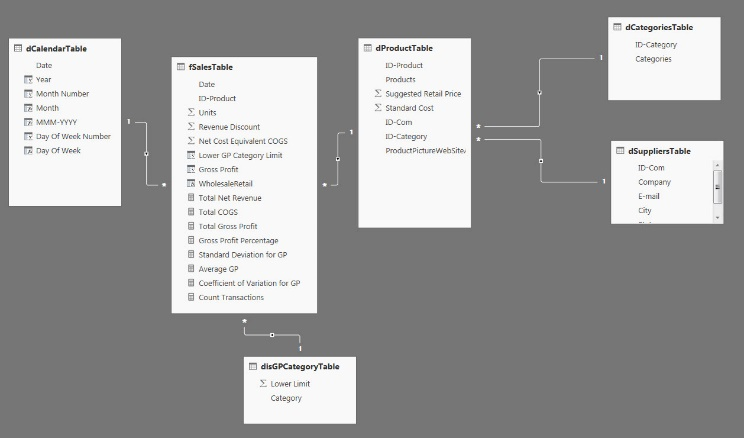 dCalendarTable
Date
Year
Month Number
Month
MMM-YYYY
Day Of Week Number
Day Of Week
1
*
fSalesTable
Date
ID-Product
Units
Revenue Discount
Net Cost Equivalent COGS
Lower GP Category Limit
Gross Profit
WholesaleRetail
Total Net Revenue
Total COGS
Total Gross Profit
Gross Profit Percentage
Standard Deviation for GP
Average GP
Coefficient of Variation for GP
Count Transactions
*
1
disGPCategoryTable
Lower Limit
Category
1
*
dProductTable
ID-Product
Products
Suggested Retail Price
Standard Cost
ID-Com
ID-Category
ProductPictureWebSiteA
*
*
1
1
dCategoriesTable
ID-Category
Categories
dSuppliersTable
ID-Com
Company
E-mail
City